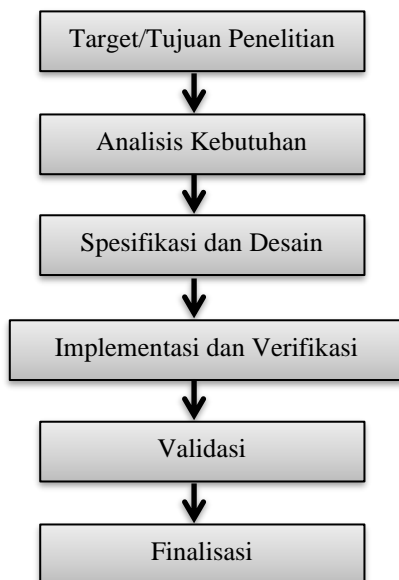 Target/Tujuan Penelitian
Analisis Kebutuhan
Spesifikasi dan Desain
Implementasi dan Verifikasi
Validasi
Finalisasi